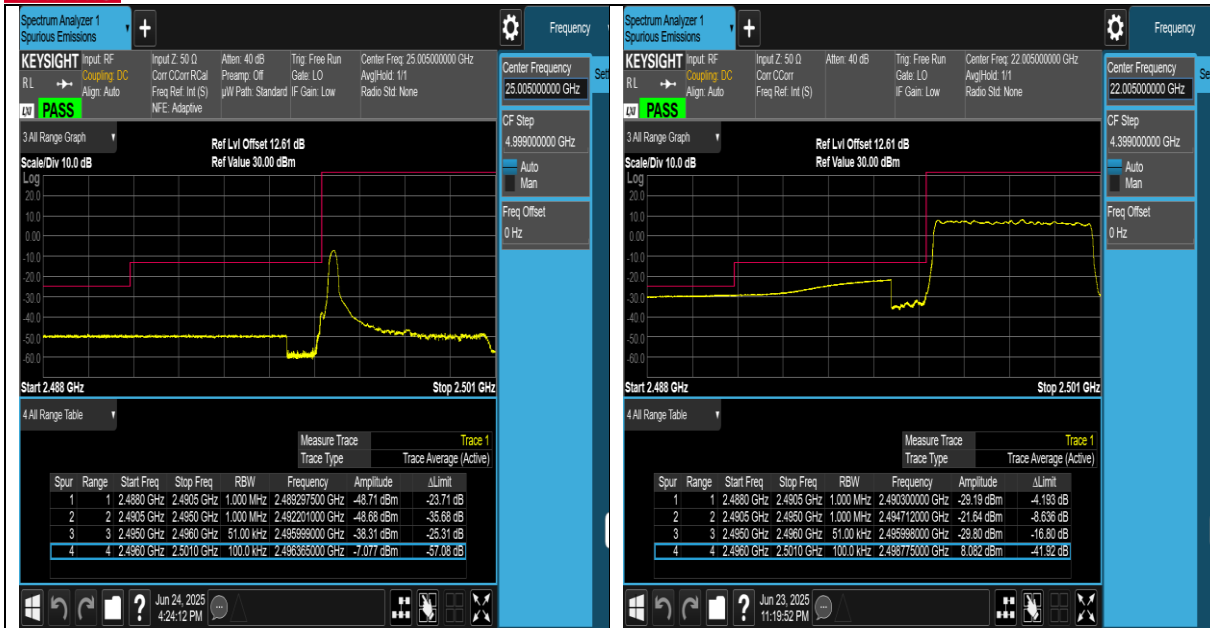 Spectrum Analyzer 1
Spurious Emissions
+
Frequency
KEYSIGHT Input: RF Input Z: 50 Ω Atten: 40 dB Trig: Free Run Center Freq: 25.005000000 GHz
RL Coupling: DC Corr CCorr RCal Preamp: Off Gate: LO Avg|Hold: 1/1
Align: Auto Freq Ref: Int (S) µW Path: Standard IF Gain: Low Radio Std: None
NFE: Adaptive
LXI PASS
Center Frequency
25.005000000 GHz
Sett
CF Step
4.999000000 GHz
Auto
Man
Freq Offset
0 Hz
3 All Range Graph
Ref Lvl Offset 12.61 dB
Scale/Div 10.0 dB Ref Value 30.00 dBm
Log
20.0
10.0
0.00
-10.0
-20.0
-30.0
-40.0
-50.0
-60.0
Start 2.488 GHz Stop 2.501 GHz
4 All Range Table
Measure Trace Trace 1
Trace Type Trace Average (Active)
Spur Range Start Freq Stop Freq RBW Frequency Amplitude ΔLimit
1 1 2.4880 GHz 2.4905 GHz 1.000 MHz 2.489297500 GHz -48.71 dBm -23.71 dB
2 2 2.4905 GHz 2.4950 GHz 1.000 MHz 2.492201000 GHz -48.68 dBm -35.68 dB
3 3 2.4950 GHz 2.4960 GHz 51.00 kHz 2.495999000 GHz -38.31 dBm -25.31 dB
4 4 2.4960 GHz 2.5010 GHz 100.0 kHz 2.496365000 GHz -7.077 dBm -57.08 dB
?
Jun 24, 2025
4:24:12 PM
Spectrum Analyzer 1
Spurious Emissions
+
Frequency
KEYSIGHT Input: RF Input Z: 50 Ω Atten: 40 dB Trig: Free Run Center Freq: 22.005000000 GHz
RL Coupling: DC Corr CCorr Gate: LO Avg|Hold: 1/1
Align: Auto Freq Ref: Int (S) IF Gain: Low Radio Std: None
LXI PASS
Center Frequency
22.005000000 GHz
Se
CF Step
4.399000000 GHz
Auto
Man
Freq Offset
0 Hz
3 All Range Graph
Ref Lvl Offset 12.61 dB
Scale/Div 10.0 dB Ref Value 30.00 dBm
Log
20.0
10.0
0.00
-10.0
-20.0
-30.0
-40.0
-50.0
-60.0
Start 2.488 GHz Stop 2.501 GHz
4 All Range Table
Measure Trace Trace 1
Trace Type Trace Average (Active)
Spur Range Start Freq Stop Freq RBW Frequency Amplitude ΔLimit
1 1 2.4880 GHz 2.4905 GHz 1.000 MHz 2.490300000 GHz -29.19 dBm -4.193 dB
2 2 2.4905 GHz 2.4950 GHz 1.000 MHz 2.494712000 GHz -21.64 dBm -8.636 dB
3 3 2.4950 GHz 2.4960 GHz 51.00 kHz 2.495998000 GHz -29.80 dBm -16.80 dB
4 4 2.4960 GHz 2.5010 GHz 100.0 kHz 2.498775000 GHz 8.082 dBm -41.92 dB
?
Jun 23, 2025
11:19:52 PM